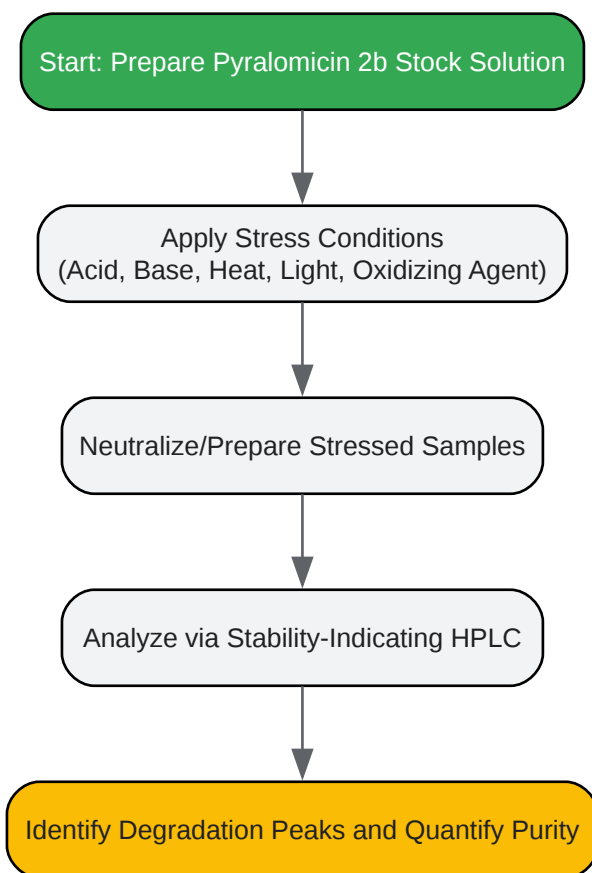 Start: Prepare Pyralomicin 2b Stock Solution
Apply Stress Conditions
(Acid, Base, Heat, Light, Oxidizing Agent)
Neutralize/Prepare Stressed Samples
Analyze via Stability-Indicating HPLC
Identify Degradation Peaks and Quantify Purity